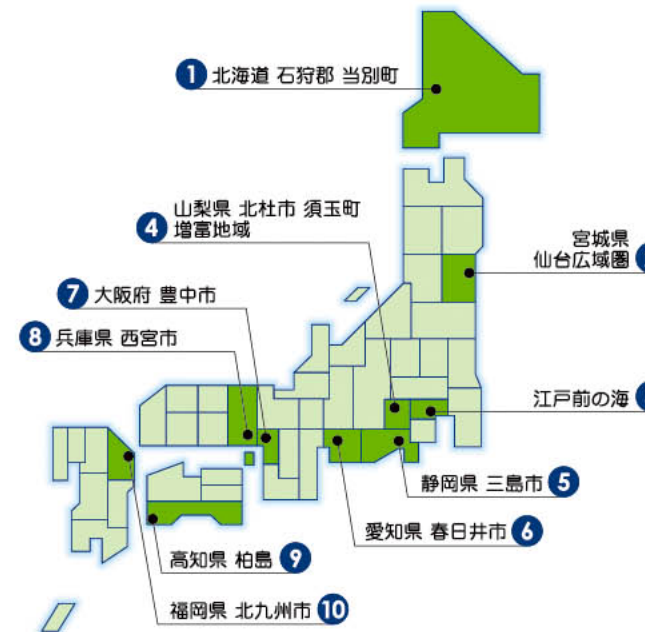 1 北海道 石狩郡 当別町
4 山梨県 北杜市 須玉町
増富地域
宮城県
仙台広域圏
7 大阪府 豊中市
8 兵庫県 西宮市
江戸前の海
静岡県 三島市 5
愛知県 春日井市 6
高知県 柏島 9
福岡県 北九州市 10